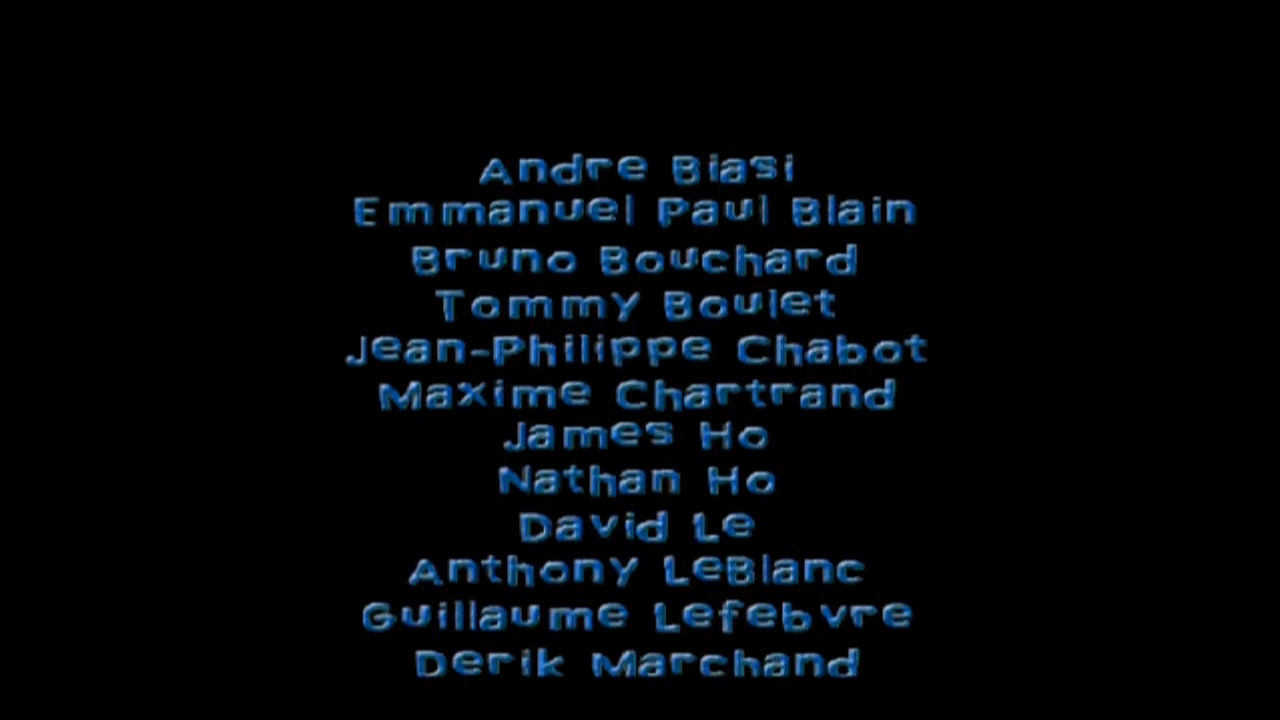 Andre Biasi
Emmanuel Paul Blain
Bruno Bouchard
Tommy Boulet
Jean-Philippe Chabot
Maxime Chartrand
James Ho
Nathan Ho
David Le
Anthony LeBlanc
Guillaume Lefebvre
Derik Marchand